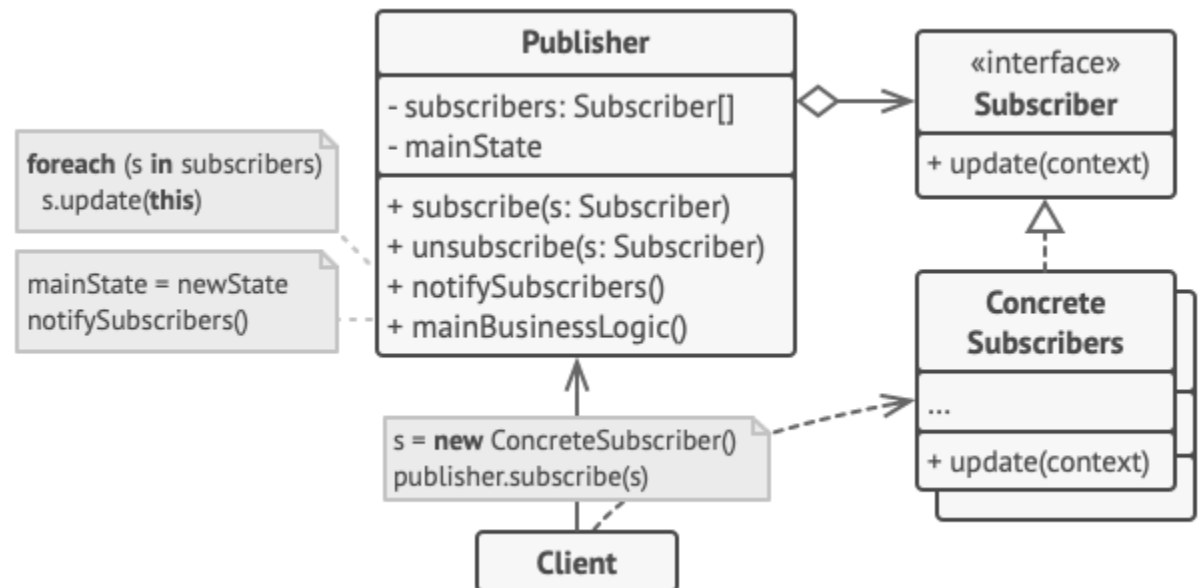 Publisher
- subscribers: Subscriber[]
- mainState
+ subscribe(s: Subscriber)
+ unsubscribe(s: Subscriber)
+ notifySubscribers()
+ mainBusinessLogic()
foreach (s in subscribers)
s.update(this)
mainState = newState
notifySubscribers()
«interface»
Subscriber
+ update(context)
Concrete
Subscribers
...
+ update(context)
s = new ConcreteSubscriber()
publisher.subscribe(s)
Client